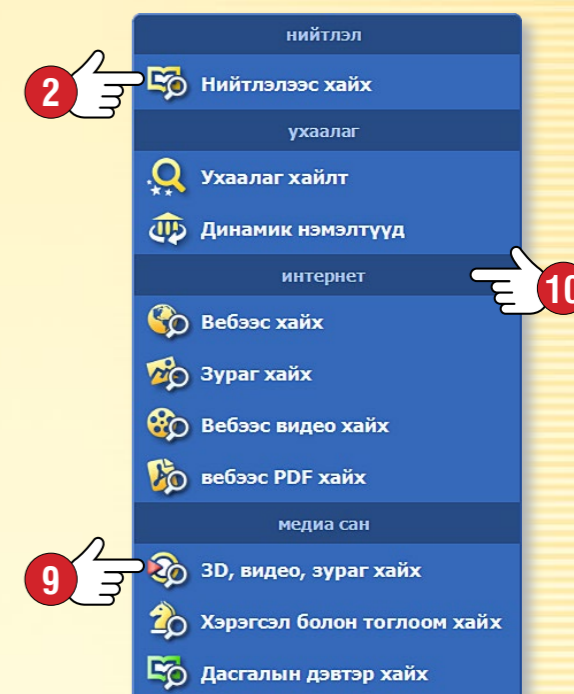 нийтлэл
2
Нийтлэлээс хайх
ухаалаг
Ухаалаг хайлт
Динамик нэмэлтүүд
интернет
10
Вебээс хайх
Зураг хайх
Вебээс видео хайх
вебээс PDF хайх
медиа сан
9
3D, видео, зураг хайх
Хэрэгсэл болон тоглоом хайх
Дасгалын дэвтэр хайх